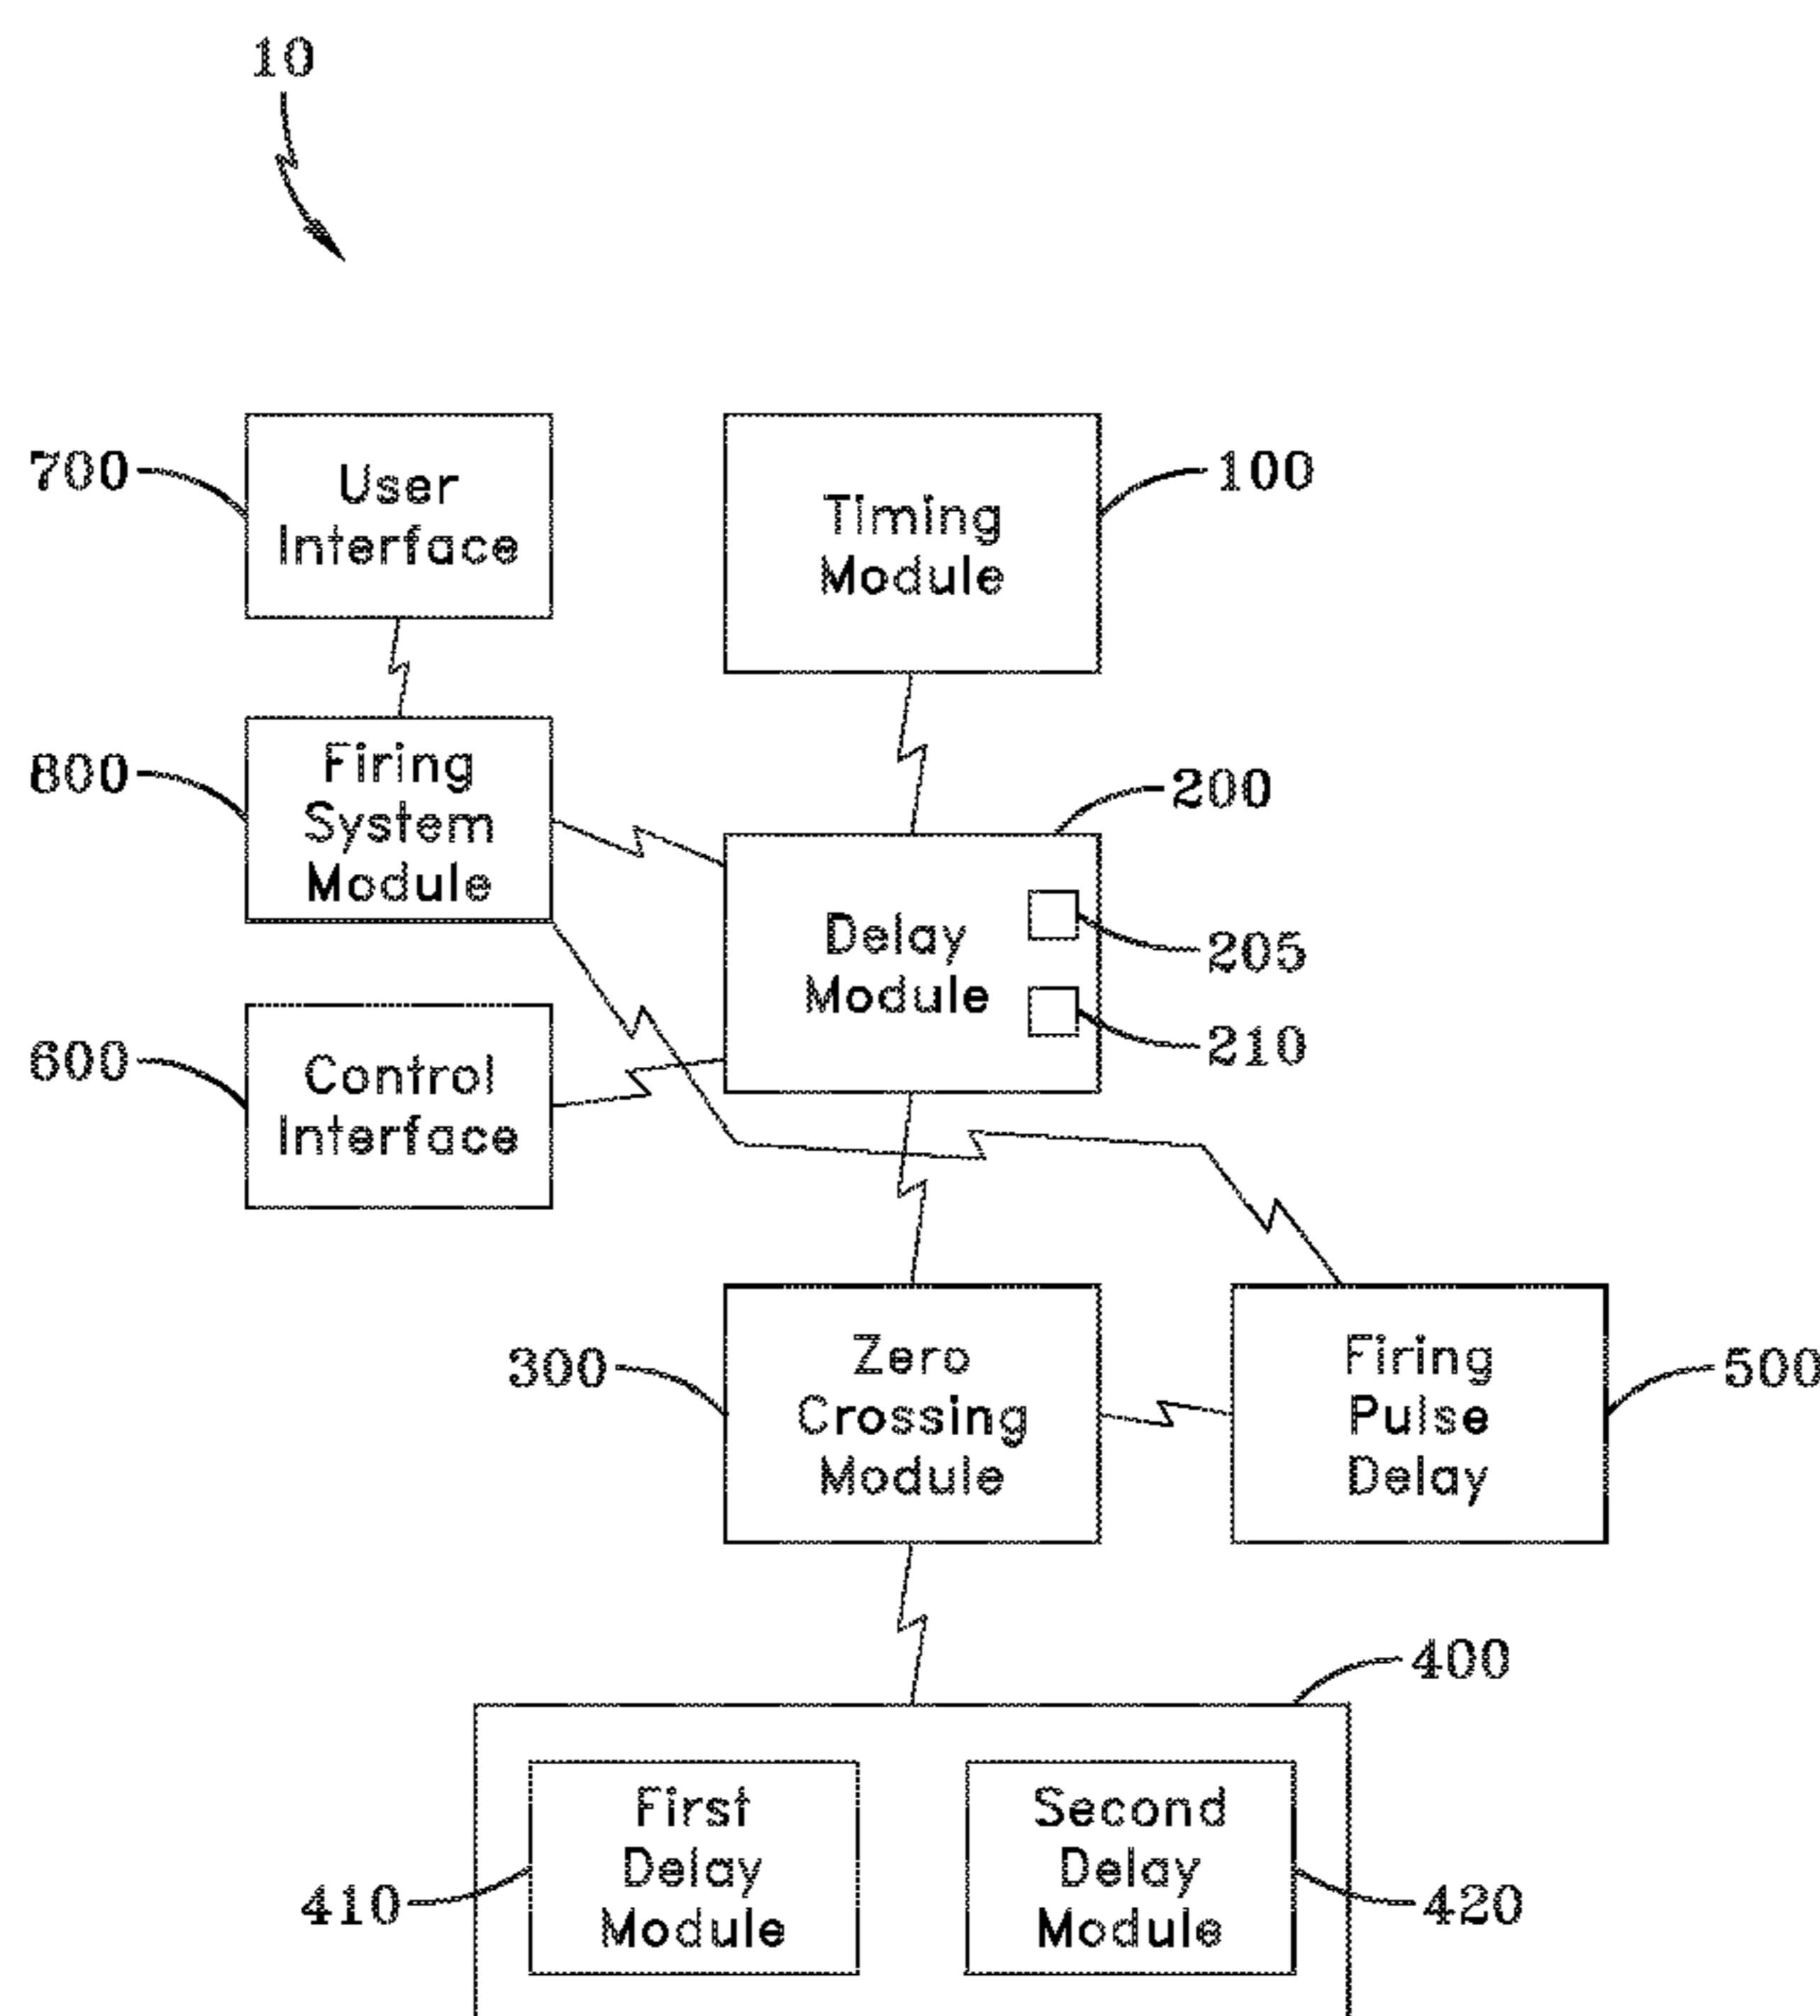 10
700
User
Interface
Timing
Module
100
800
Firing
System
Module
200
Delay
Module
205
210
600
Control
Interface
300
Zero
Crossing
Module
Firing
Pulse
Delay
500
400
410
First
Delay
Module
Second
Delay
Module
420